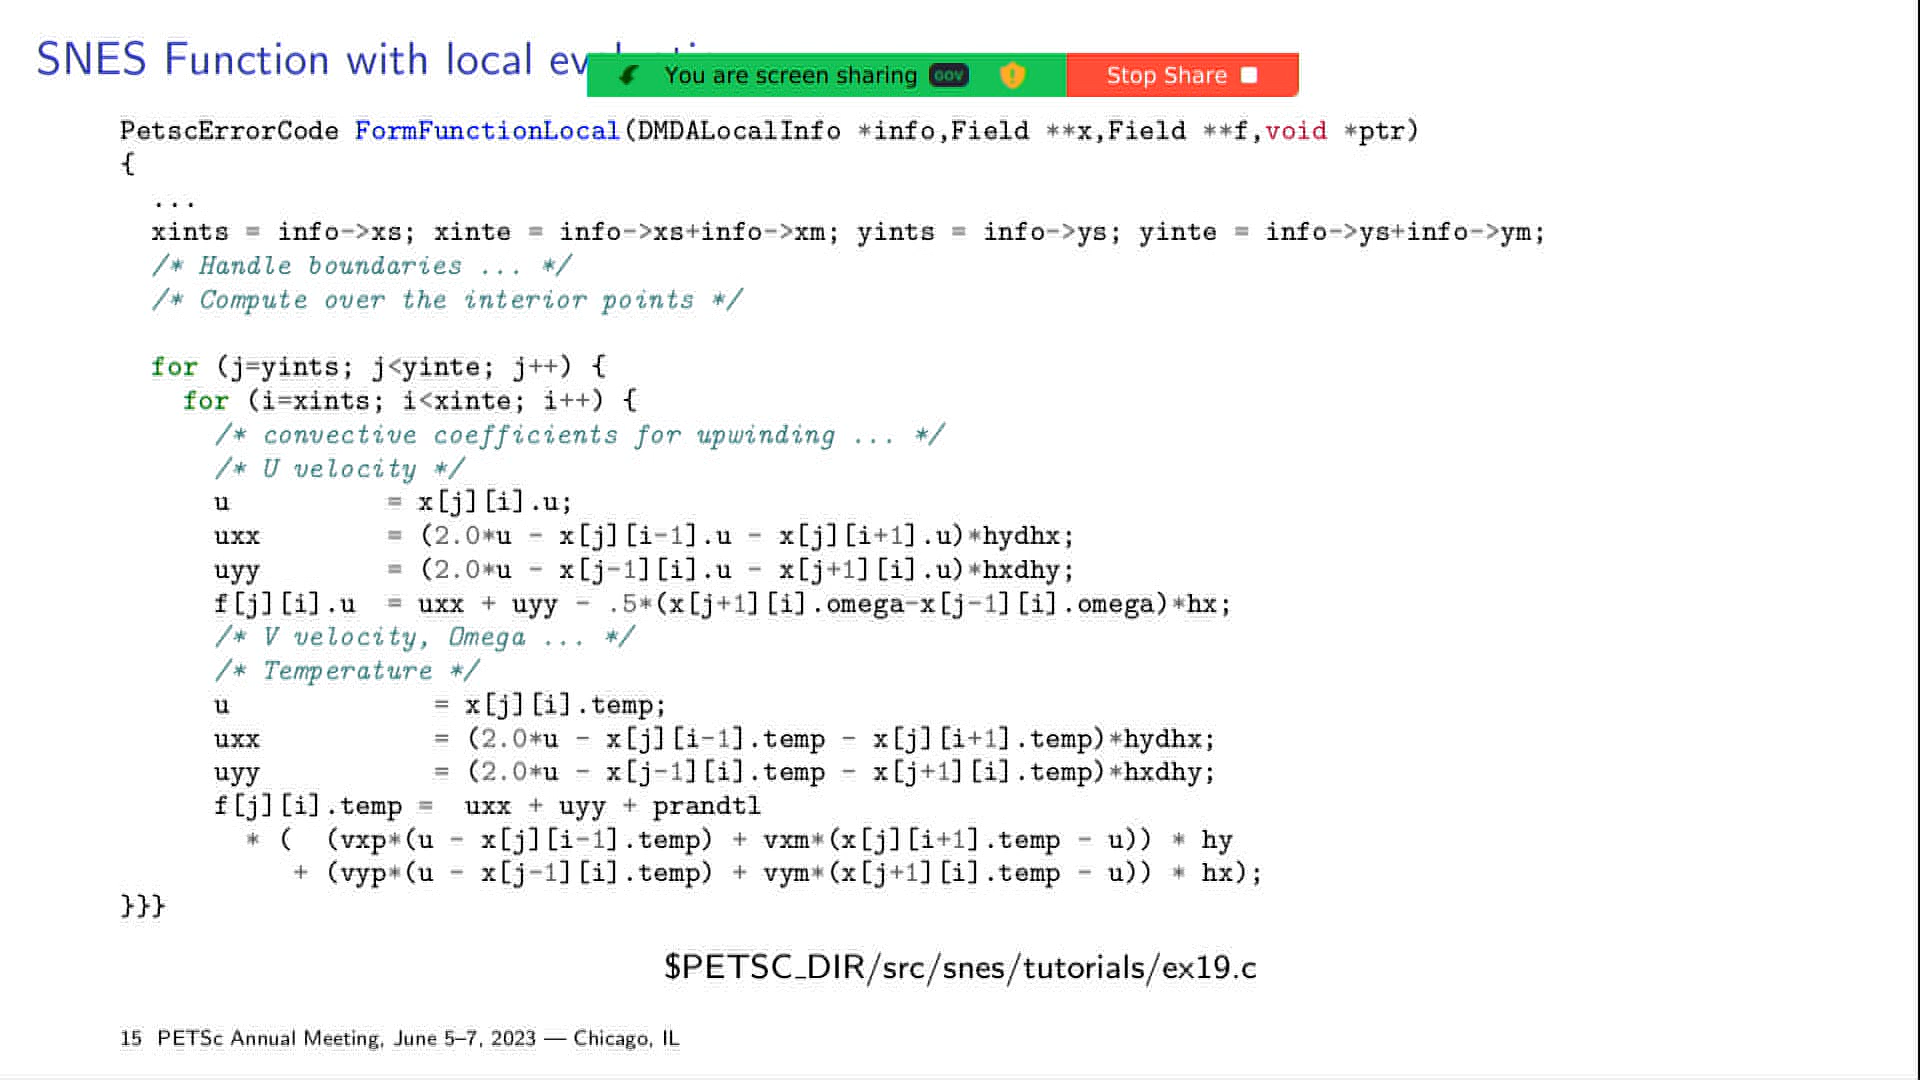 SNES Function with local
You are screen sharing GOV
Stop Share
PetscErrorCode FormFunctionLocal(DMDALocalInfo *info,Field **x,Field **f,void *ptr)
{
...
xints = info->xs; xinte = info->xs+info->xm; yints = info->ys; yinte = info->ys+info->ym;
/* Handle boundaries ... */
/* Compute over the interior points */
for (j=yints; j<yinte; j++) {
for (i=xints; i<xinte; i++) {
/* convective coefficients for upwinding ... */
/* U velocity */
u = x[j][i].u;
uxx = (2.0*u - x[j][i-1].u - x[j][i+1].u)*hydhx;
uyy = (2.0*u - x[j-1][i].u - x[j+1][i].u)*hxdhy;
f[j][i].u = uxx + uyy - .5*(x[j+1][i].omega-x[j-1][i].omega)*hx;
/* V velocity, Omega ... */
/* Temperature */
u = x[j][i].temp;
uxx = (2.0*u - x[j][i-1].temp - x[j][i+1].temp)*hydhx;
uyy = (2.0*u - x[j-1][i].temp - x[j+1][i].temp)*hxdhy;
f[j][i].temp = uxx + uyy + prandtl
* ( (vxp*(u - x[j][i-1].temp) + vxm*(x[j][i+1].temp - u)) * hy
+ (vyp*(u - x[j-1][i].temp) + vym*(x[j+1][i].temp - u)) * hx);
}}}
$PETSC_DIR/src/snes/tutorials/ex19.c
15 PETSc Annual Meeting, June 5–7, 2023 — Chicago, IL